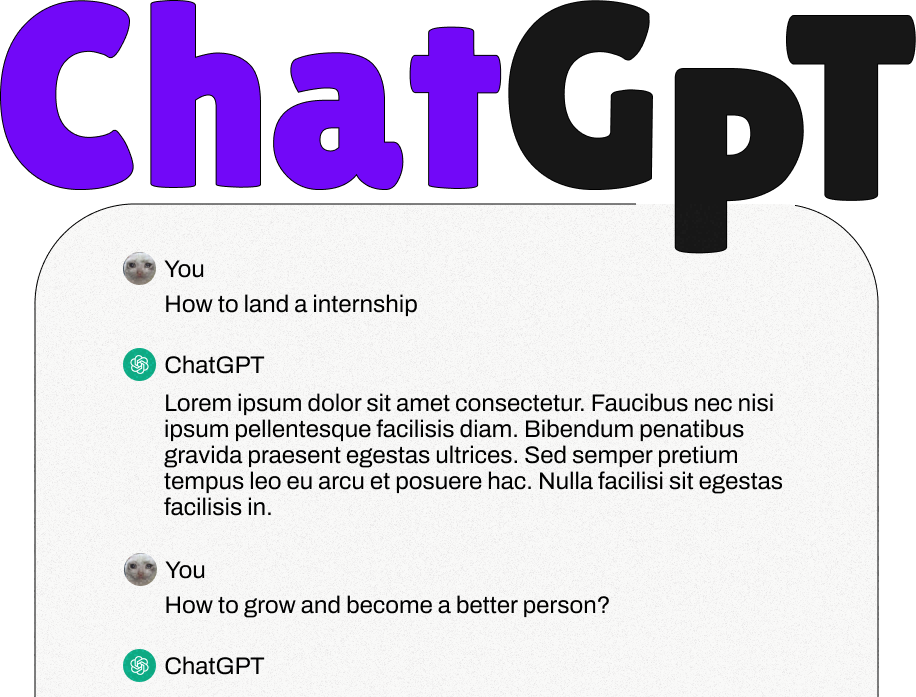 ChatGpT
You
How to land a internship
ChatGPT
Lorem ipsum dolor sit amet consectetur. Faucibus nec nisi
ipsum pellentesque facilisis diam. Bibendum penatibus
gravida praesent egestas ultrices. Sed semper pretium
tempus leo eu arcu et posuere hac. Nulla facilisi sit egestas
facilisis in.
You
How to grow and become a better person?
ChatGPT